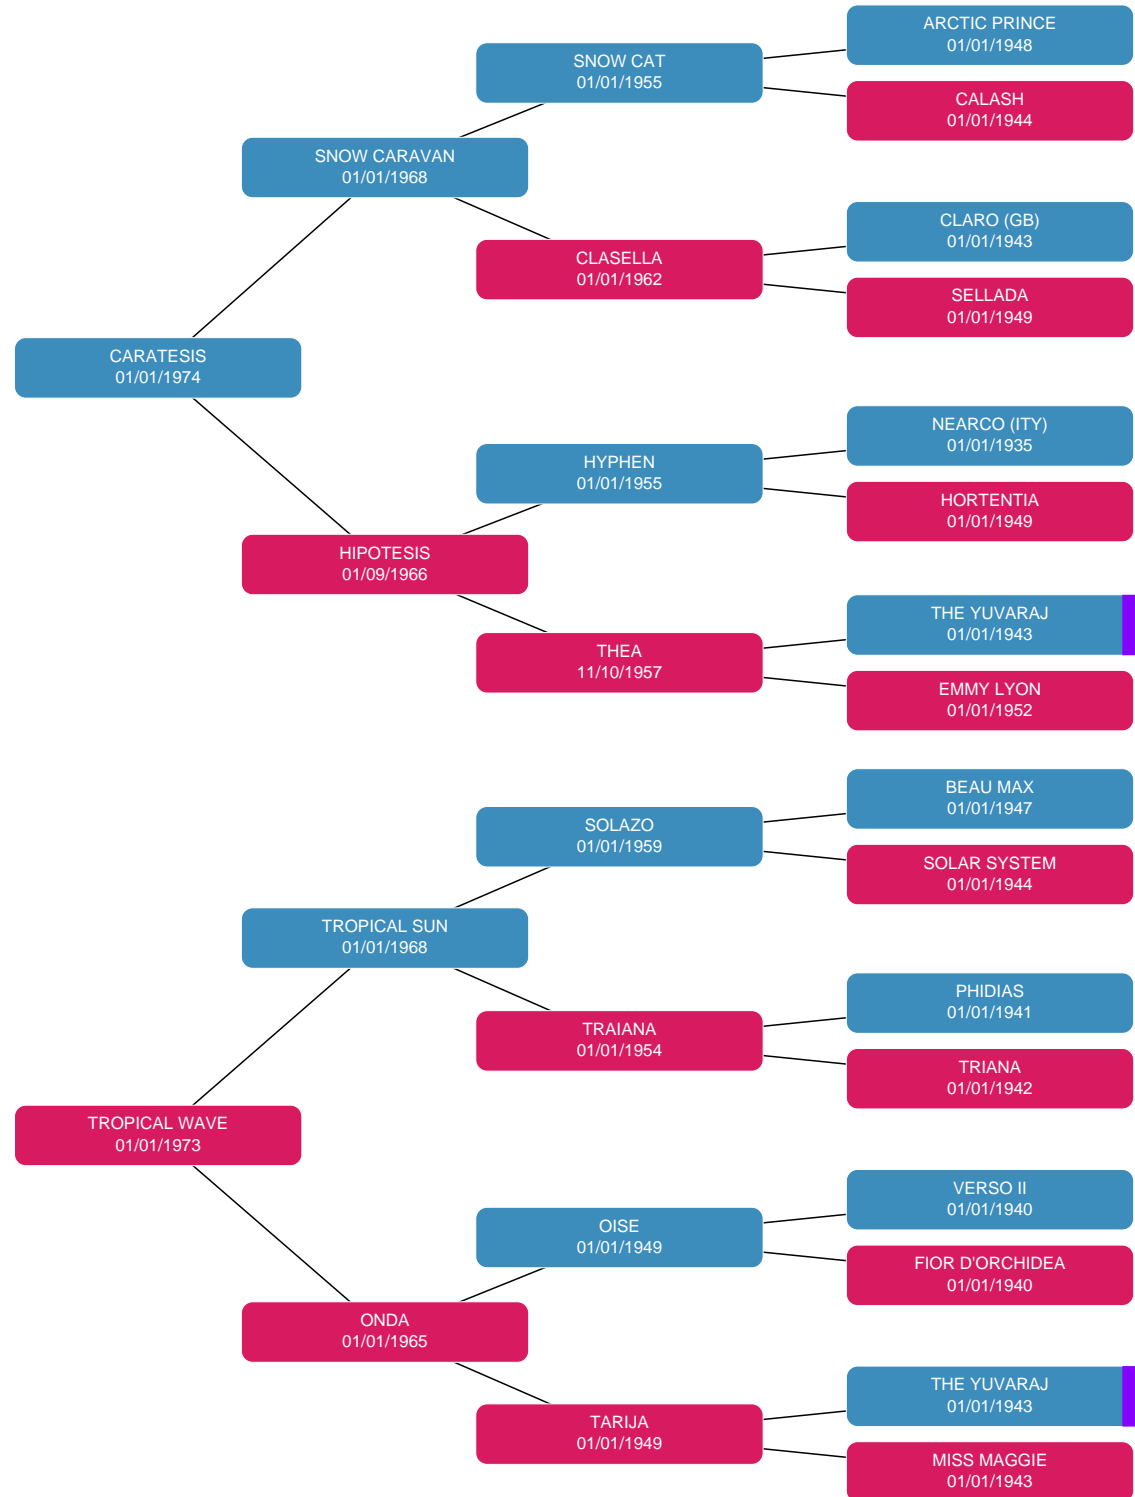 ARCTIC PRINCE
01/01/1948
SNOW CAT
01/01/1955
CALASH
01/01/1944
SNOW CARAVAN
01/01/1968
CLARO (GB)
01/01/1943
CLASELLA
01/01/1962
SELLADA
01/01/1949
CARATESIS
01/01/1974
NEARCO (ITY)
01/01/1935
HYPHEN
01/01/1955
HORTENTIA
01/01/1949
HIPOTESIS
01/09/1966
THE YUVARAJ
01/01/1943
THEA
11/10/1957
EMMY LYON
01/01/1952
BEAU MAX
01/01/1947
SOLAZO
01/01/1959
SOLAR SYSTEM
01/01/1944
TROPICAL SUN
01/01/1968
PHIDIAS
01/01/1941
TRAIANA
01/01/1954
TRIANA
01/01/1942
TROPICAL WAVE
01/01/1973
VERSO II
01/01/1940
OISE
01/01/1949
FIOR D'ORCHIDEA
01/01/1940
ONDA
01/01/1965
THE YUVARAJ
01/01/1943
TARIJA
01/01/1949
MISS MAGGIE
01/01/1943